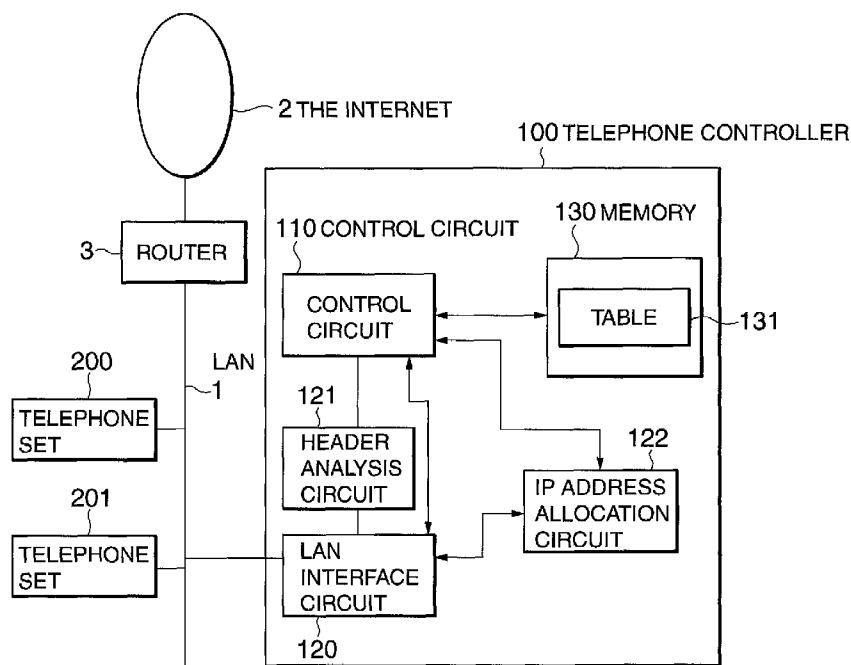 2 THE INTERNET
100 TELEPHONE CONTROLLER
3
ROUTER
110 CONTROL CIRCUIT
130 MEMORY
CONTROL
CIRCUIT
TABLE
131
LAN
1
200
TELEPHONE
SET
121
HEADER
ANALYSIS
CIRCUIT
122
IP ADDRESS
ALLOCATION
CIRCUIT
201
TELEPHONE
SET
LAN
INTERFACE
CIRCUIT
120